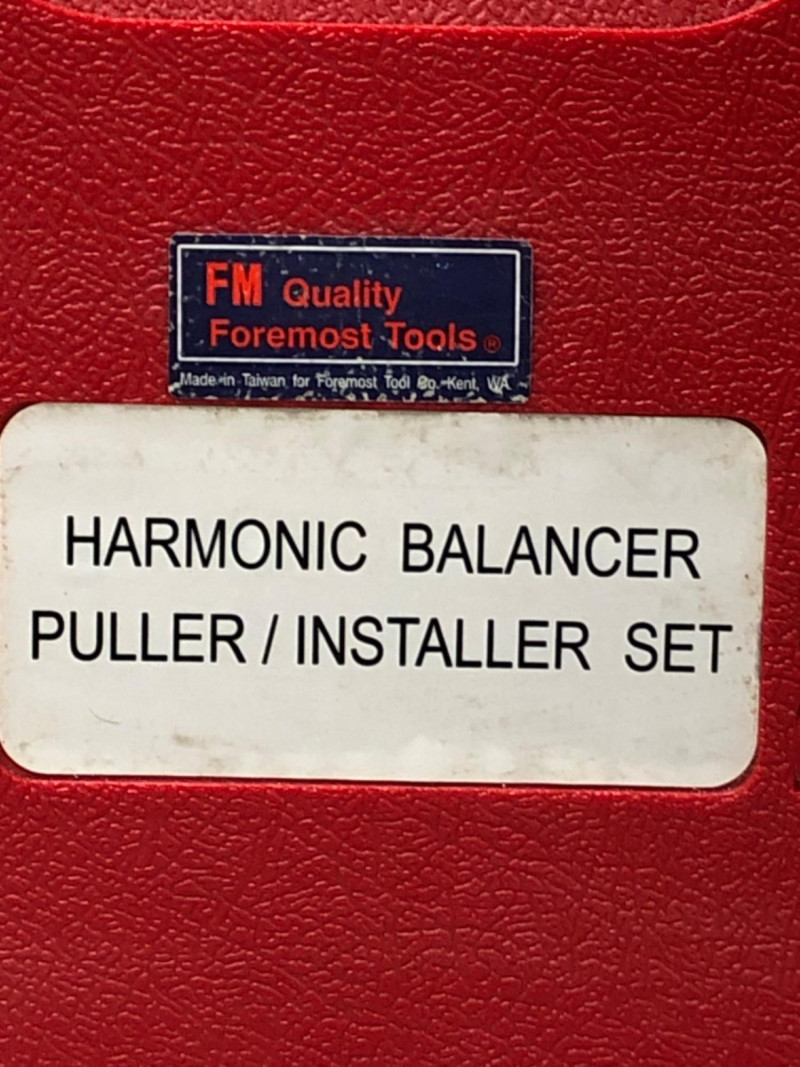 FM Quality
Foremost Tools ®
Made in Taiwan for Foremost Tool Co. Kent, WA
HARMONIC BALANCER
PULLER / INSTALLER SET